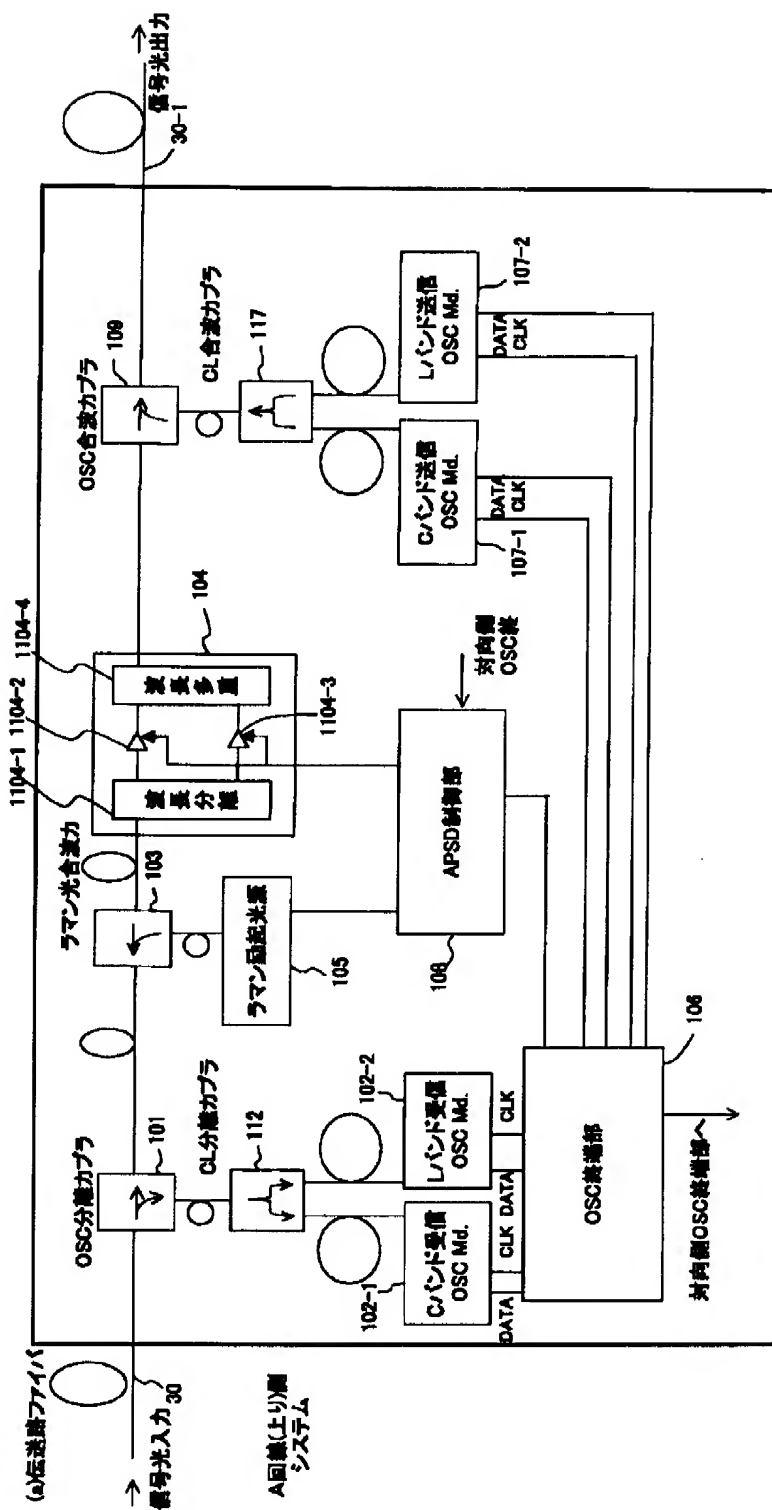 (a)伝送路ファイバ
信号光入力
30
A回線(上り)側
システム
OSC分離カプラ
101
CL分離カプラ
112
102-1
Cバンド受信
OSC Md.
102-2
Lバンド受信
OSC Md.
DATA
CLK
DATA
CLK
OSC終端部
106
対向側OSC終端部へ
ラマン光合波カ
103
ラマン励起光源
105
APSD制御部
108
対向側
OSC終
1104-1
1104-2
1104-4
104
波長分離
波長多重
1104-3
OSC合波カプラ
109
CL合波カプラ
117
Cバンド送信
OSC Md.
107-1
Lバンド送信
OSC Md.
107-2
DATA
CLK
DATA
CLK
信号光出力
30-1